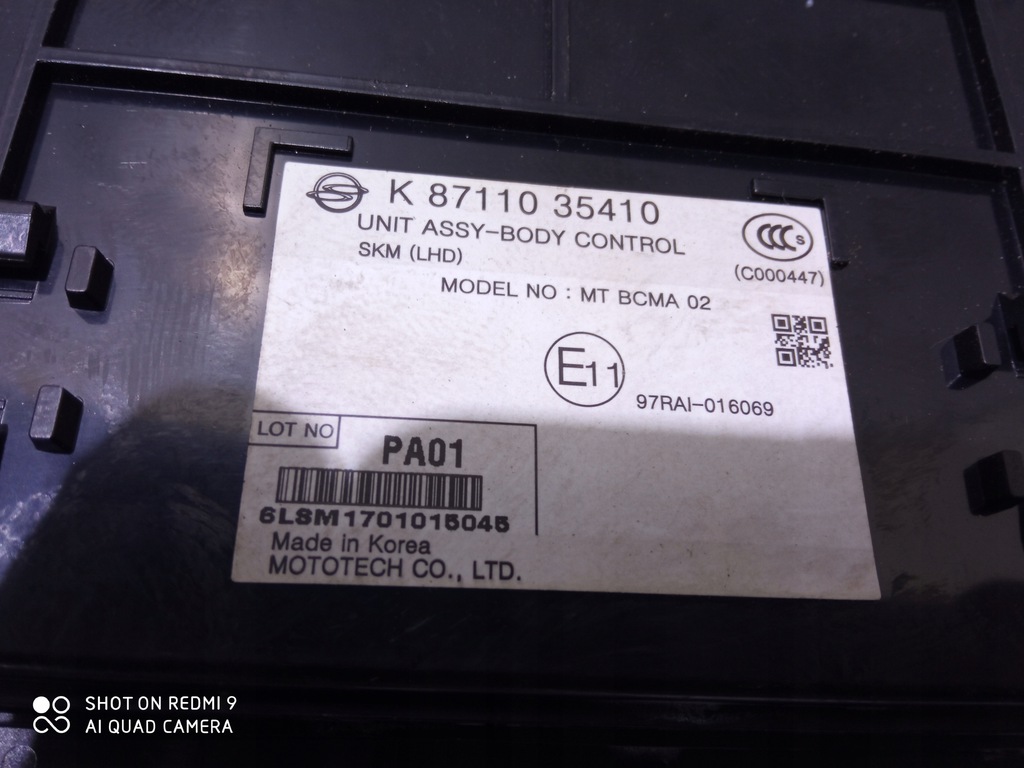 K 87110 35410
UNIT ASSY-BODY CONTROL
SKM (LHD)
CCC S
(C000447)
MODEL NO : MT BCMA 02
E11
97RAI-016069
LOT NO
PA01
6LSM1701015045
Made in Korea
MOTOTECH CO., LTD.
SHOT ON REDMI 9
AI QUAD CAMERA